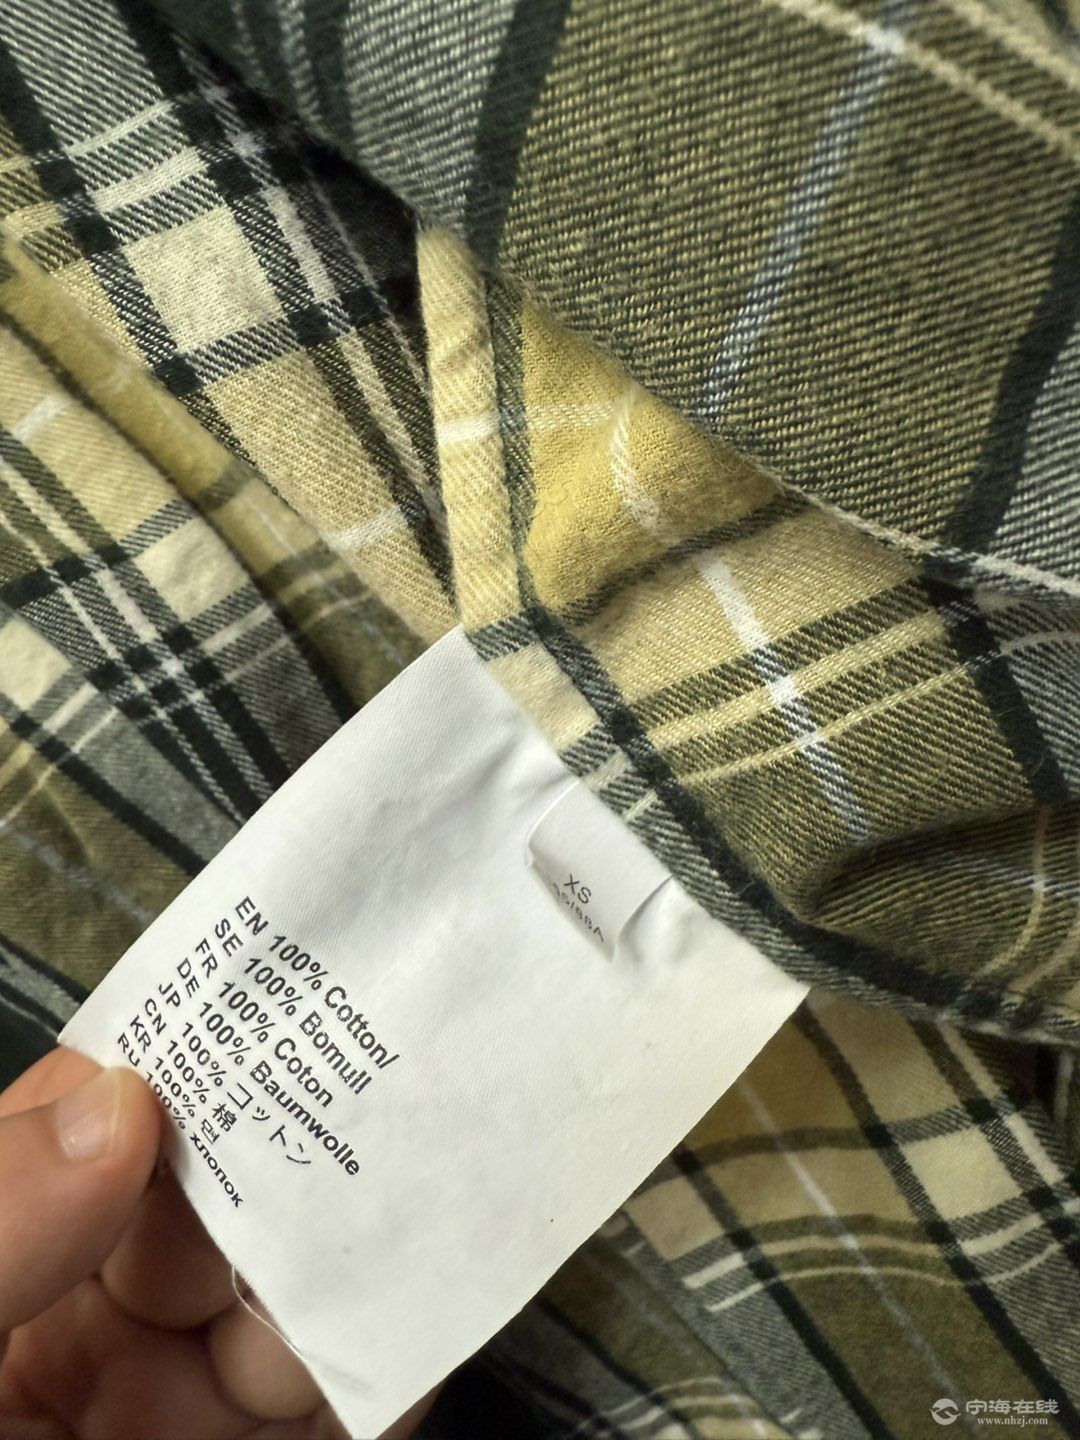 XS
EN 100% Cotton/
SE 100% Bomull
FR 100% Coton
DE 100% Baumwolle
JP 100% コットン
CN 100% 棉
KR 100% 면
RU 100% хлопок
宁海在线
www.nhzj.com